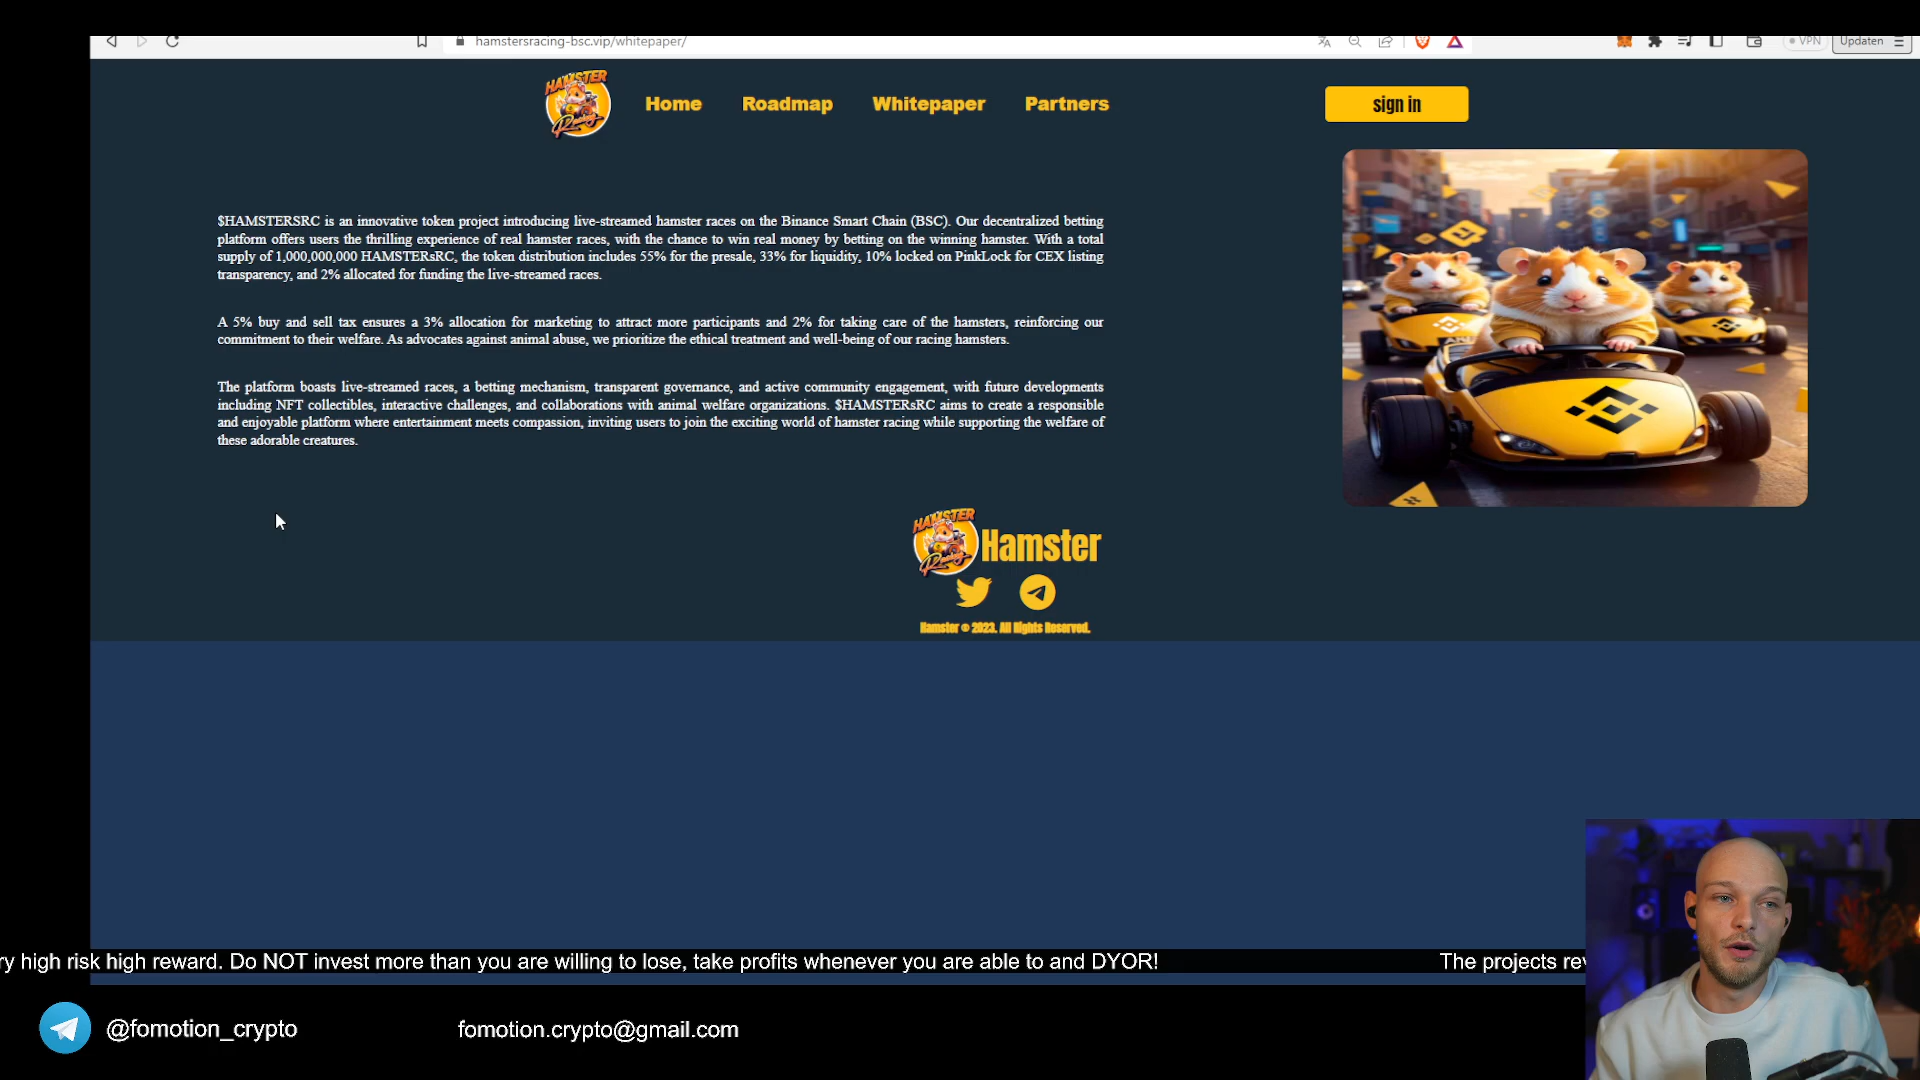 hamstersracing-bsc.vip/whitepaper/
VPN
Updaten
HAMSTER
Racing
Home
Roadmap
Whitepaper
Partners
sign in
$HAMSTERSRC is an innovative token project introducing live-streamed hamster races on the Binance Smart Chain (BSC). Our decentralized betting
platform offers users the thrilling experience of real hamster races, with the chance to win real money by betting on the winning hamster. With a total
supply of 1,000,000,000 HAMSTERsRC, the token distribution includes 55% for the presale, 33% for liquidity, 10% locked on PinkLock for CEX listing
transparency, and 2% allocated for funding the live-streamed races.
A 5% buy and sell tax ensures a 3% allocation for marketing to attract more participants and 2% for taking care of the hamsters, reinforcing our
commitment to their welfare. As advocates against animal abuse, we prioritize the ethical treatment and well-being of our racing hamsters.
The platform boasts live-streamed races, a betting mechanism, transparent governance, and active community engagement, with future developments
including NFT collectibles, interactive challenges, and collaborations with animal welfare organizations. $HAMSTERsRC aims to create a responsible
and enjoyable platform where entertainment meets compassion, inviting users to join the exciting world of hamster racing while supporting the welfare of
these adorable creatures.
HAMSTER
Racing
Hamster
Hamster © 2023. All Rights Reserved.
ry high risk high reward. Do NOT invest more than you are willing to lose, take profits whenever you are able to and DYOR!
The projects rev
@fomotion_crypto
fomotion.crypto@gmail.com